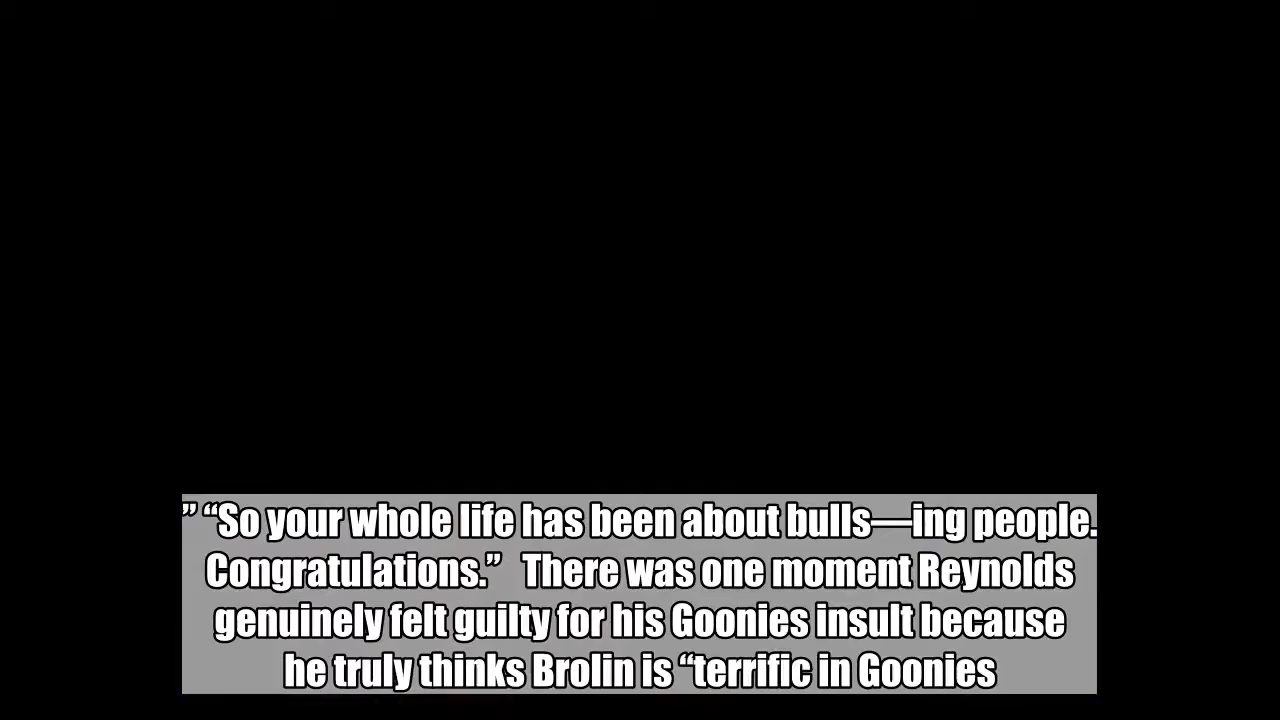 ” “So your whole life has been about bulls—ing people.
Congratulations.”   There was one moment Reynolds
genuinely felt guilty for his Goonies insult because
he truly thinks Brolin is “terrific in Goonies